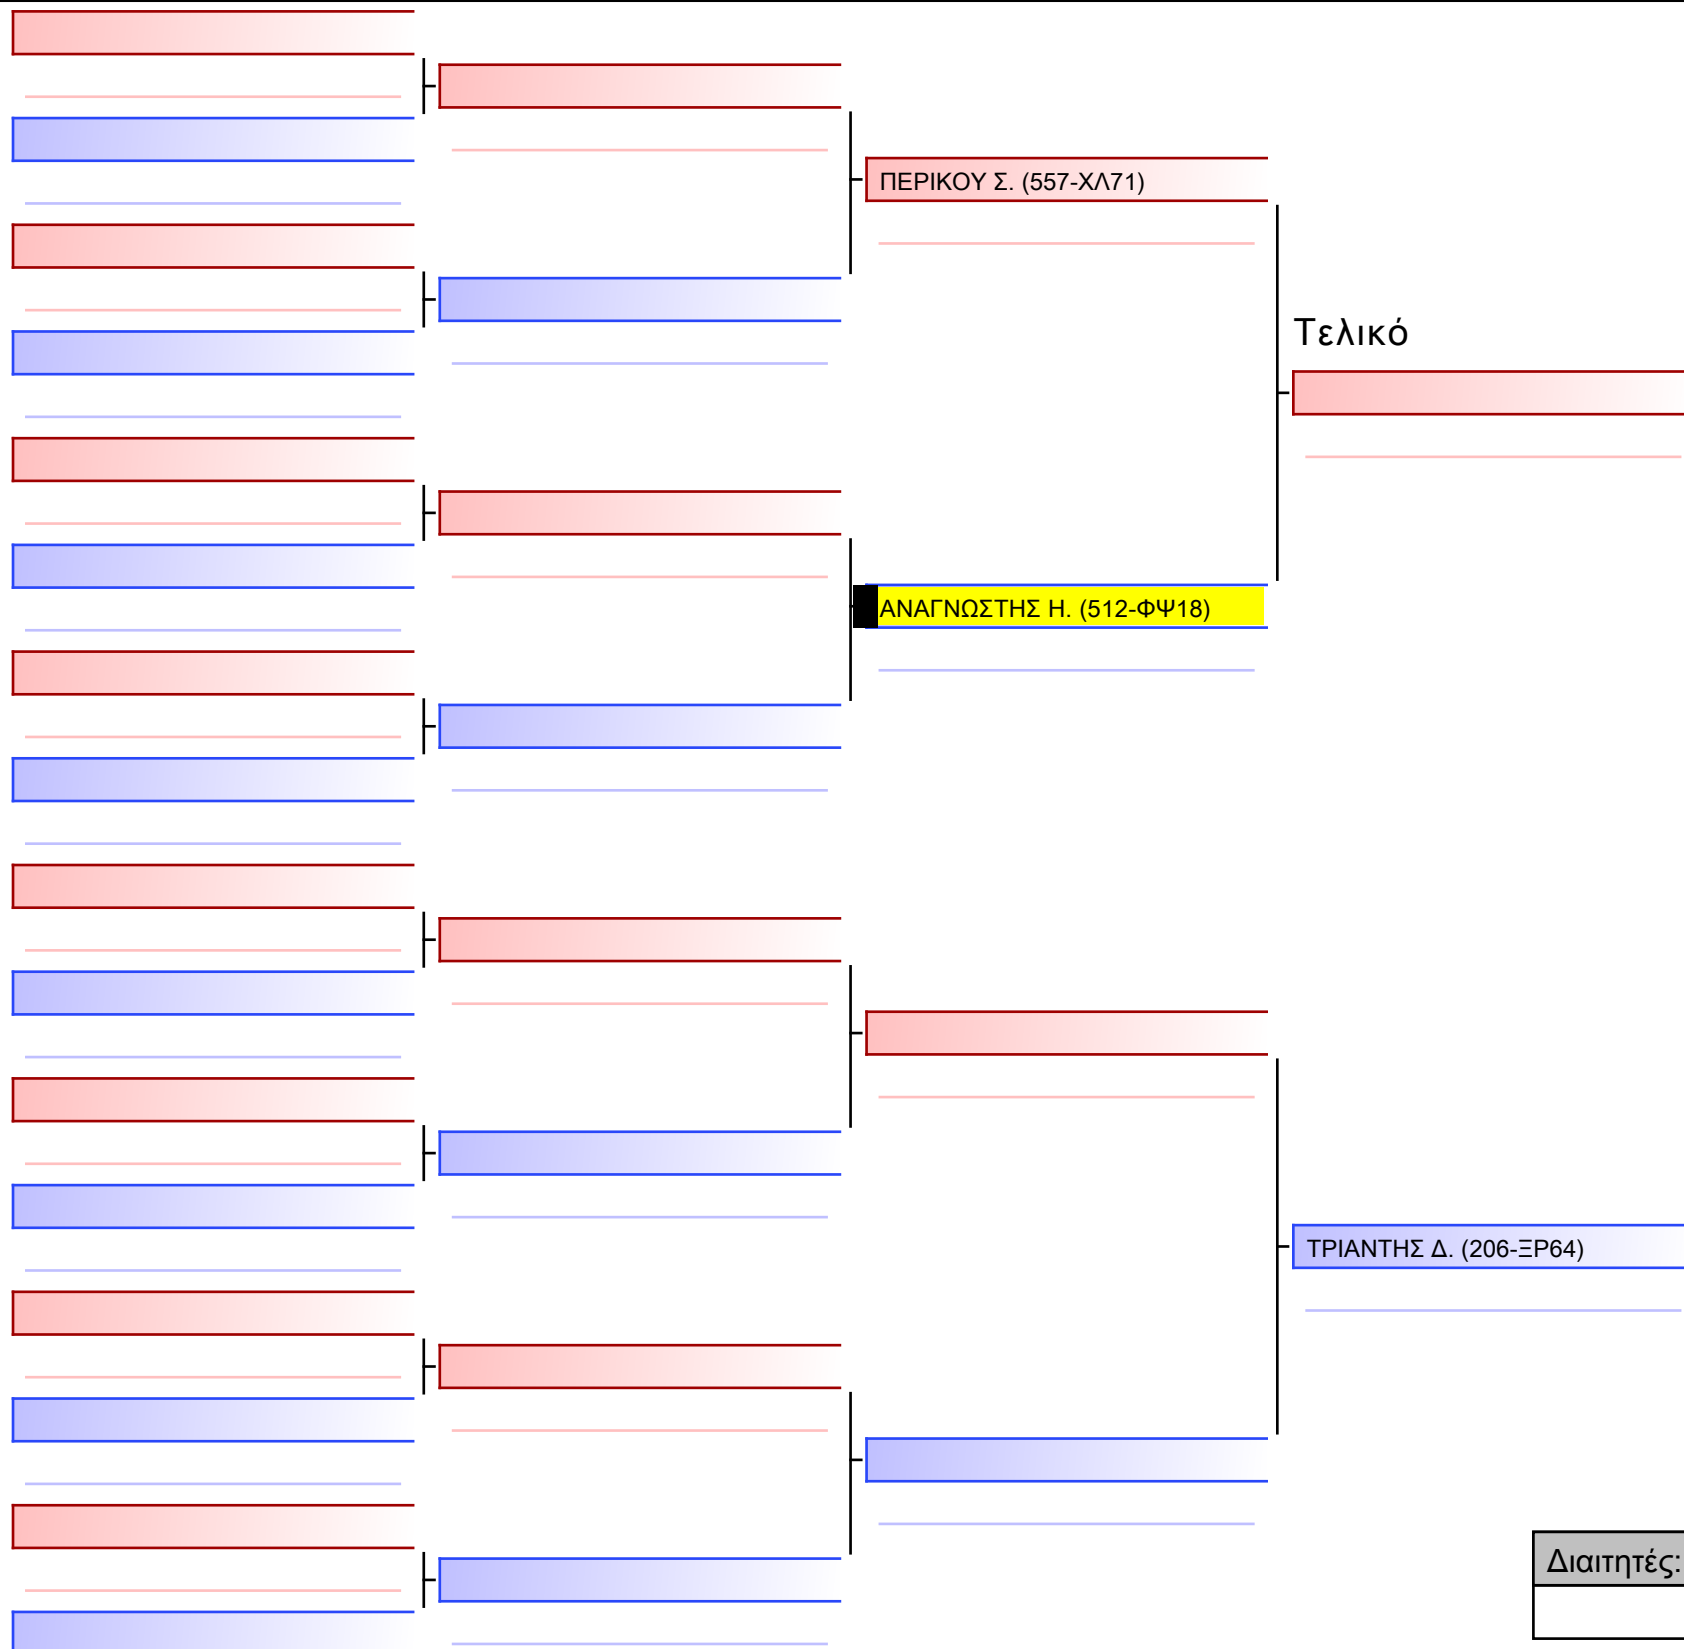 ΠΕΡΙΚΟΥ Σ. (557-ΧΛ71)
Τελικό
ΑΝΑΓΝΩΣΤΗΣ Η. (512-ΦΨ18)
ΤΡΙΑΝΤΗΣ Δ. (206-ΞΡ64)
Διαιτητές: